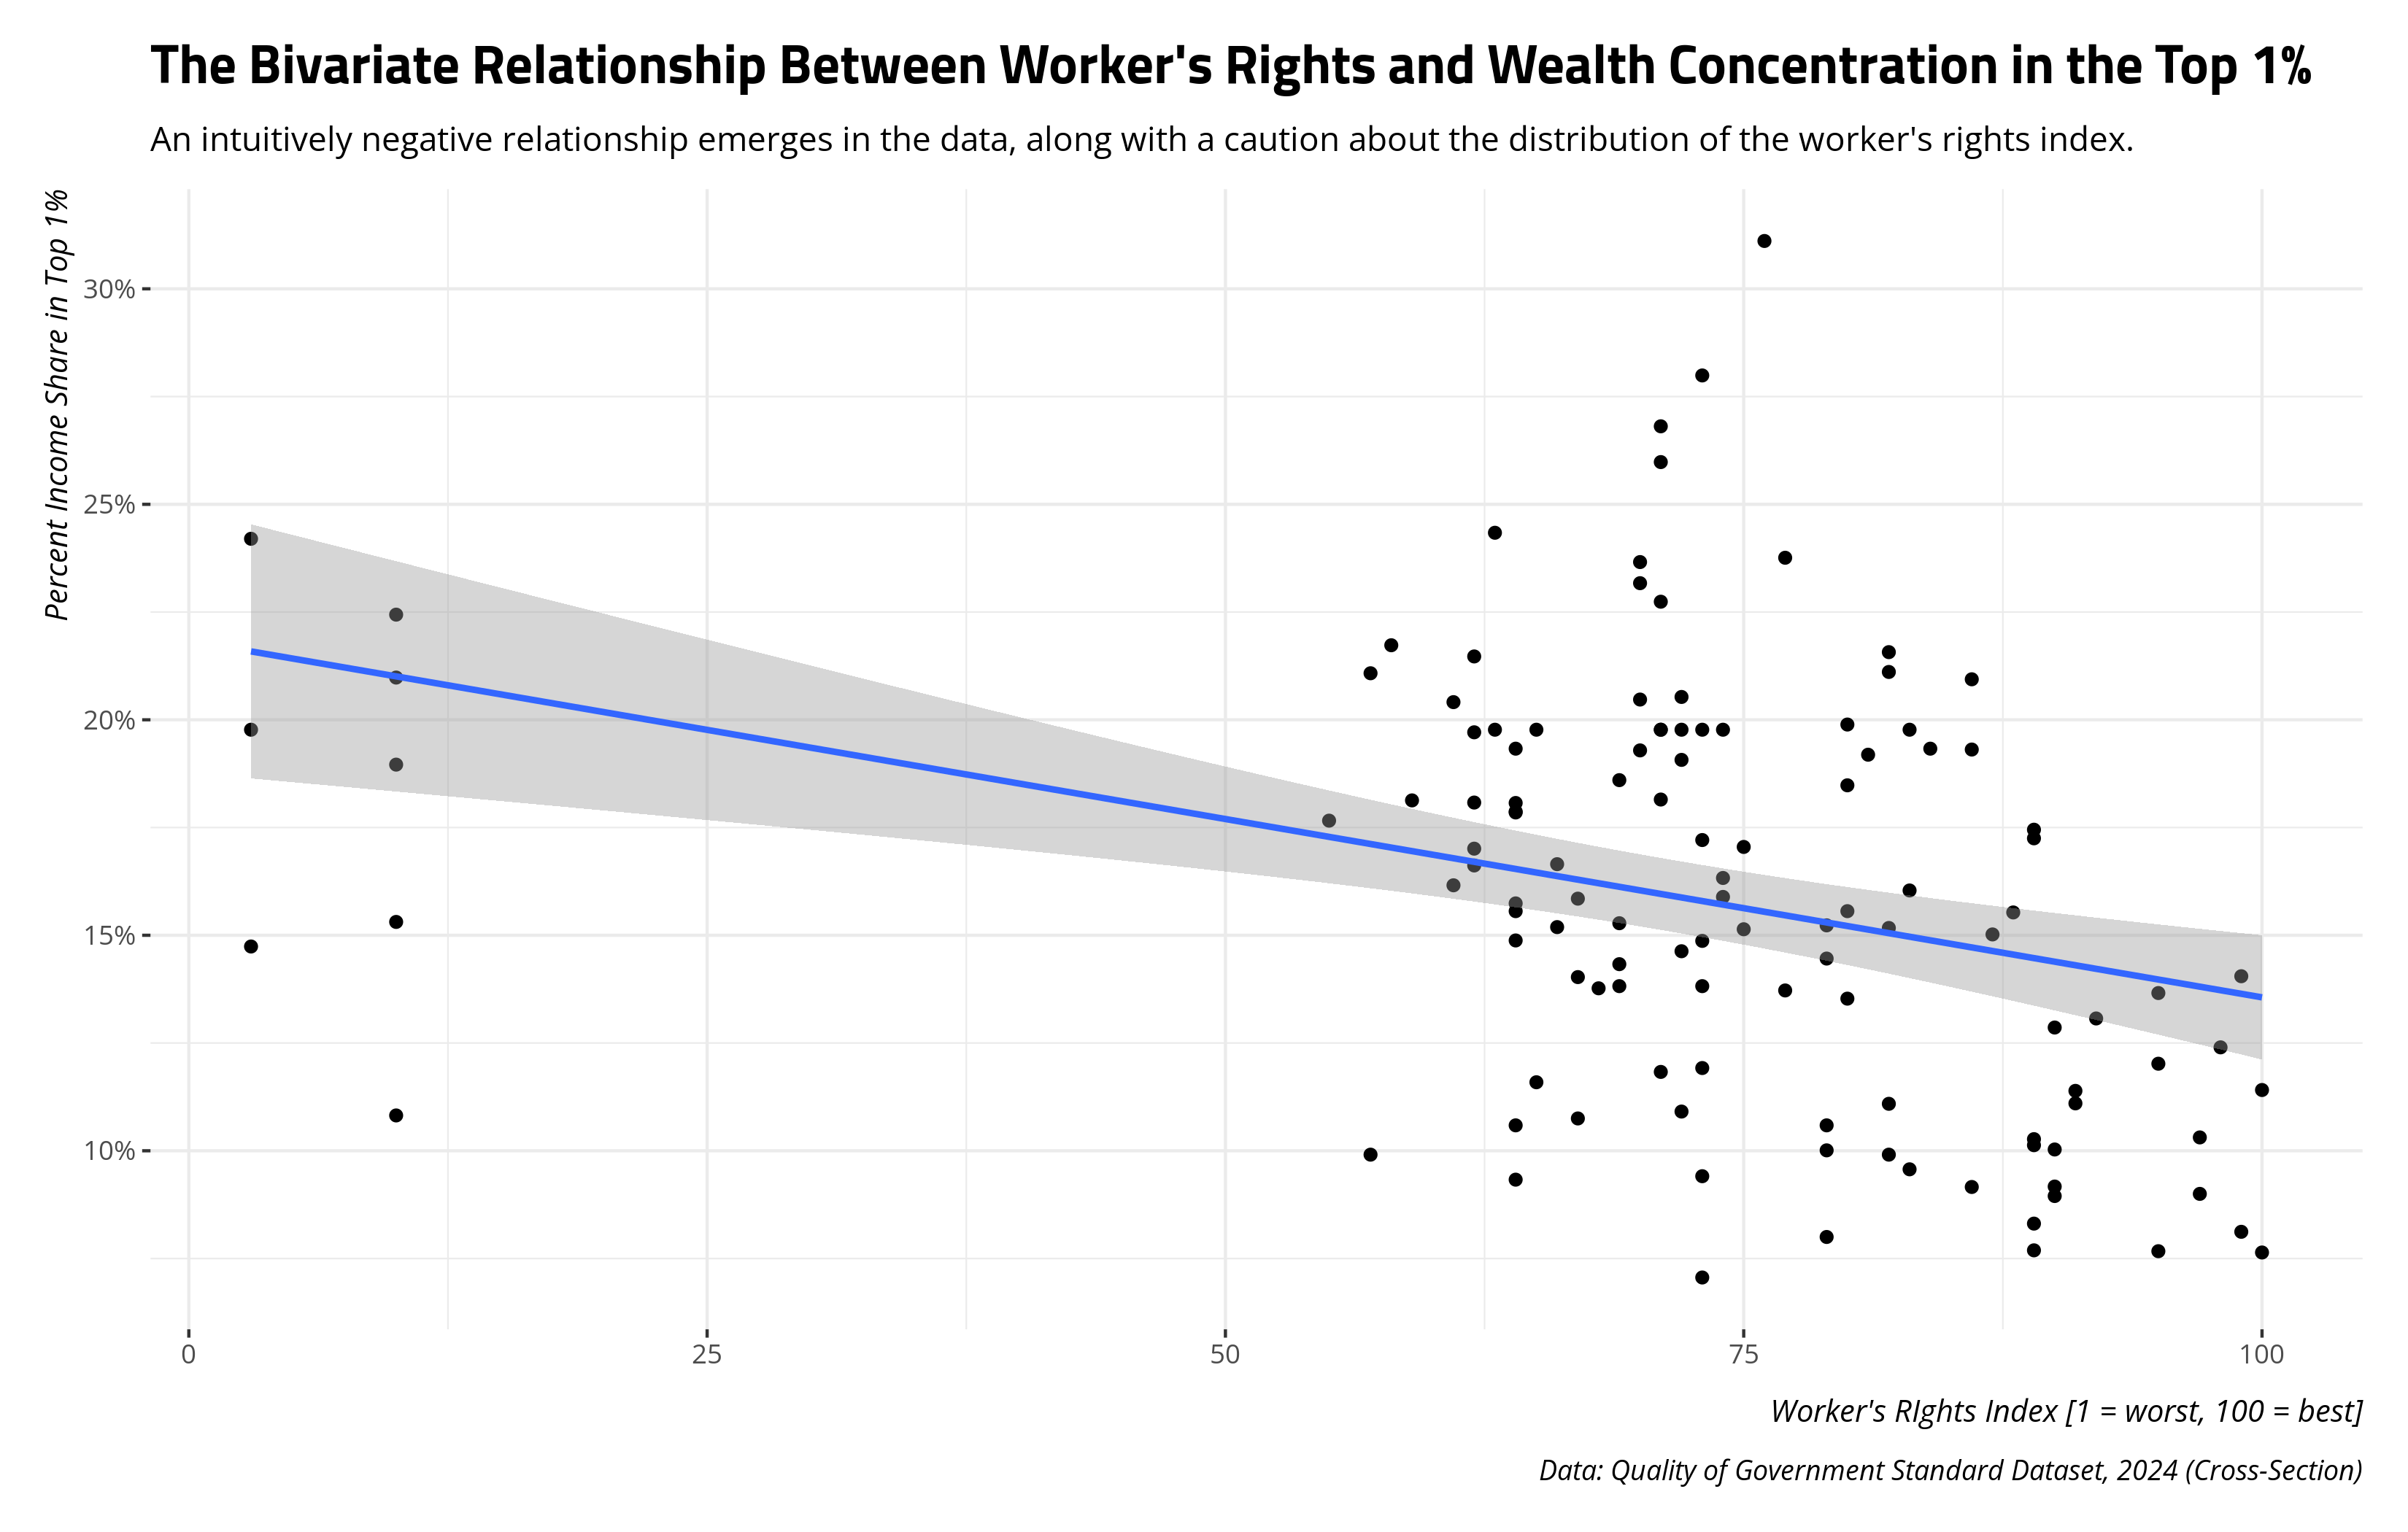 The Bivariate Relationship Between Worker's Rights and Wealth Concentration in the Top 1%
An intuitively negative relationship emerges in the data, along with a caution about the distribution of the worker's rights index.
Percent Income Share in Top 1%
30%
25%
20%
15%
10%
0 25 50 75 100
Worker's RIghts Index [1 = worst, 100 = best]
Data: Quality of Government Standard Dataset, 2024 (Cross-Section)